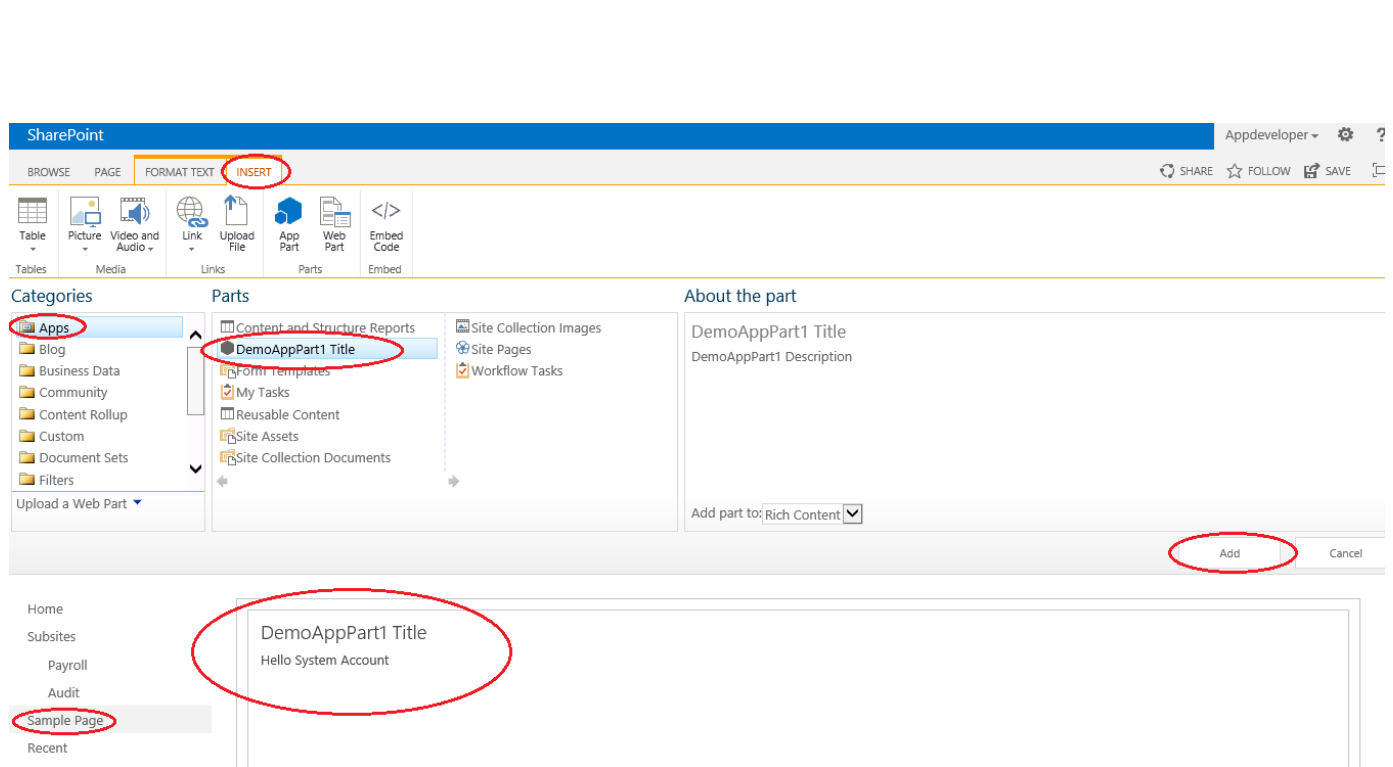 SharePoint
Appdeveloper
?
BROWSE PAGE FORMAT TEXT INSERT
SHARE FOLLOW SAVE
Table Picture Video and Audio Link Upload File App Part Web Part Embed Code
Tables Media Links Parts Embed
Categories
Apps
Blog
Business Data
Community
Content Rollup
Custom
Document Sets
Filters
Upload a Web Part
Parts
Content and Structure Reports
DemoAppPart1 Title
Form Templates
My Tasks
Reusable Content
Site Assets
Site Collection Documents
Site Collection Images
Site Pages
Workflow Tasks
About the part
DemoAppPart1 Title
DemoAppPart1 Description
Add part to: Rich Content
Add Cancel
Home
Subsites
Payroll
Audit
Sample Page
Recent
DemoAppPart1 Title
Hello System Account